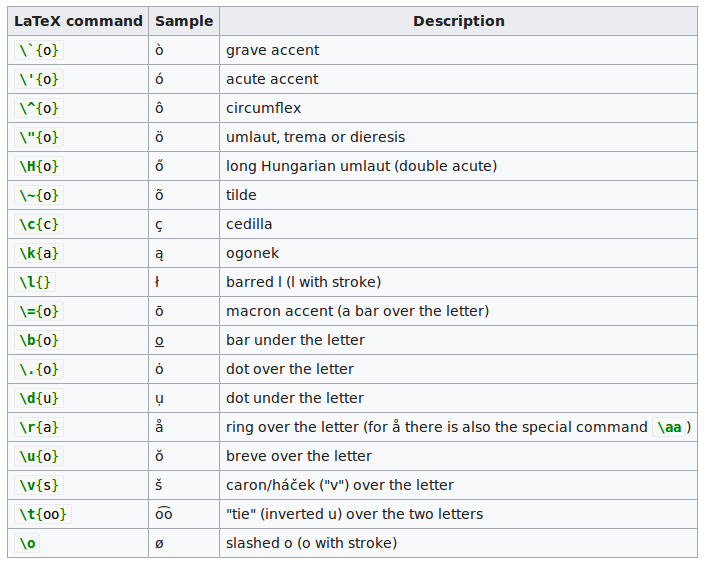 LaTeX command Sample Description
\`{o} ò grave accent
\'{o} ó acute accent
\^{o} ô circumflex
\"{o} ö umlaut, trema or dieresis
\H{o} ő long Hungarian umlaut (double acute)
\~{o} õ tilde
\c{c} ç cedilla
\k{a} ą ogonek
\l{} ł barred l (l with stroke)
\={o} ō macron accent (a bar over the letter)
\b{o} o̲ bar under the letter
\.{o} ȯ dot over the letter
\d{u} ụ dot under the letter
\r{a} å ring over the letter (for å there is also the special command \aa )
\u{o} ŏ breve over the letter
\v{s} š caron/háček ("v") over the letter
\t{oo} o͡o "tie" (inverted u) over the two letters
\o ø slashed o (o with stroke)